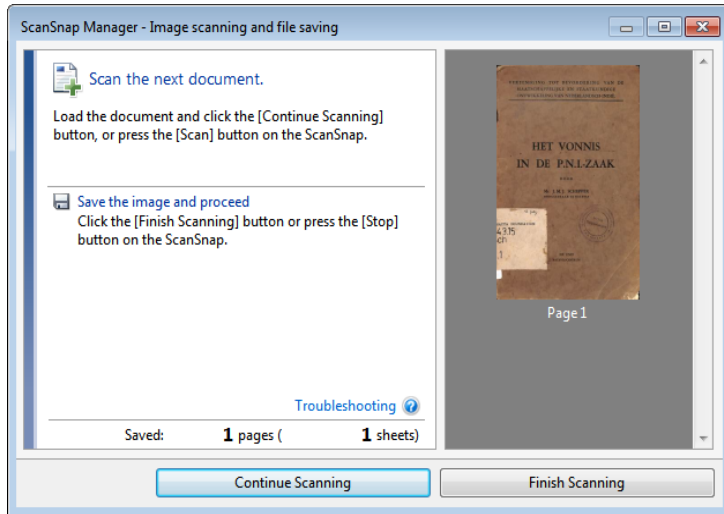 ScanSnap Manager - Image scanning and file saving
Scan the next document.
Load the document and click the [Continue Scanning]
button, or press the [Scan] button on the ScanSnap.
Save the image and proceed
Click the [Finish Scanning] button or press the [Stop]
button on the ScanSnap.
Troubleshooting
Saved: 1 pages ( 1 sheets)
HET VONNIS
IN DE P.N.I.-ZAAK
Page 1
Continue Scanning
Finish Scanning